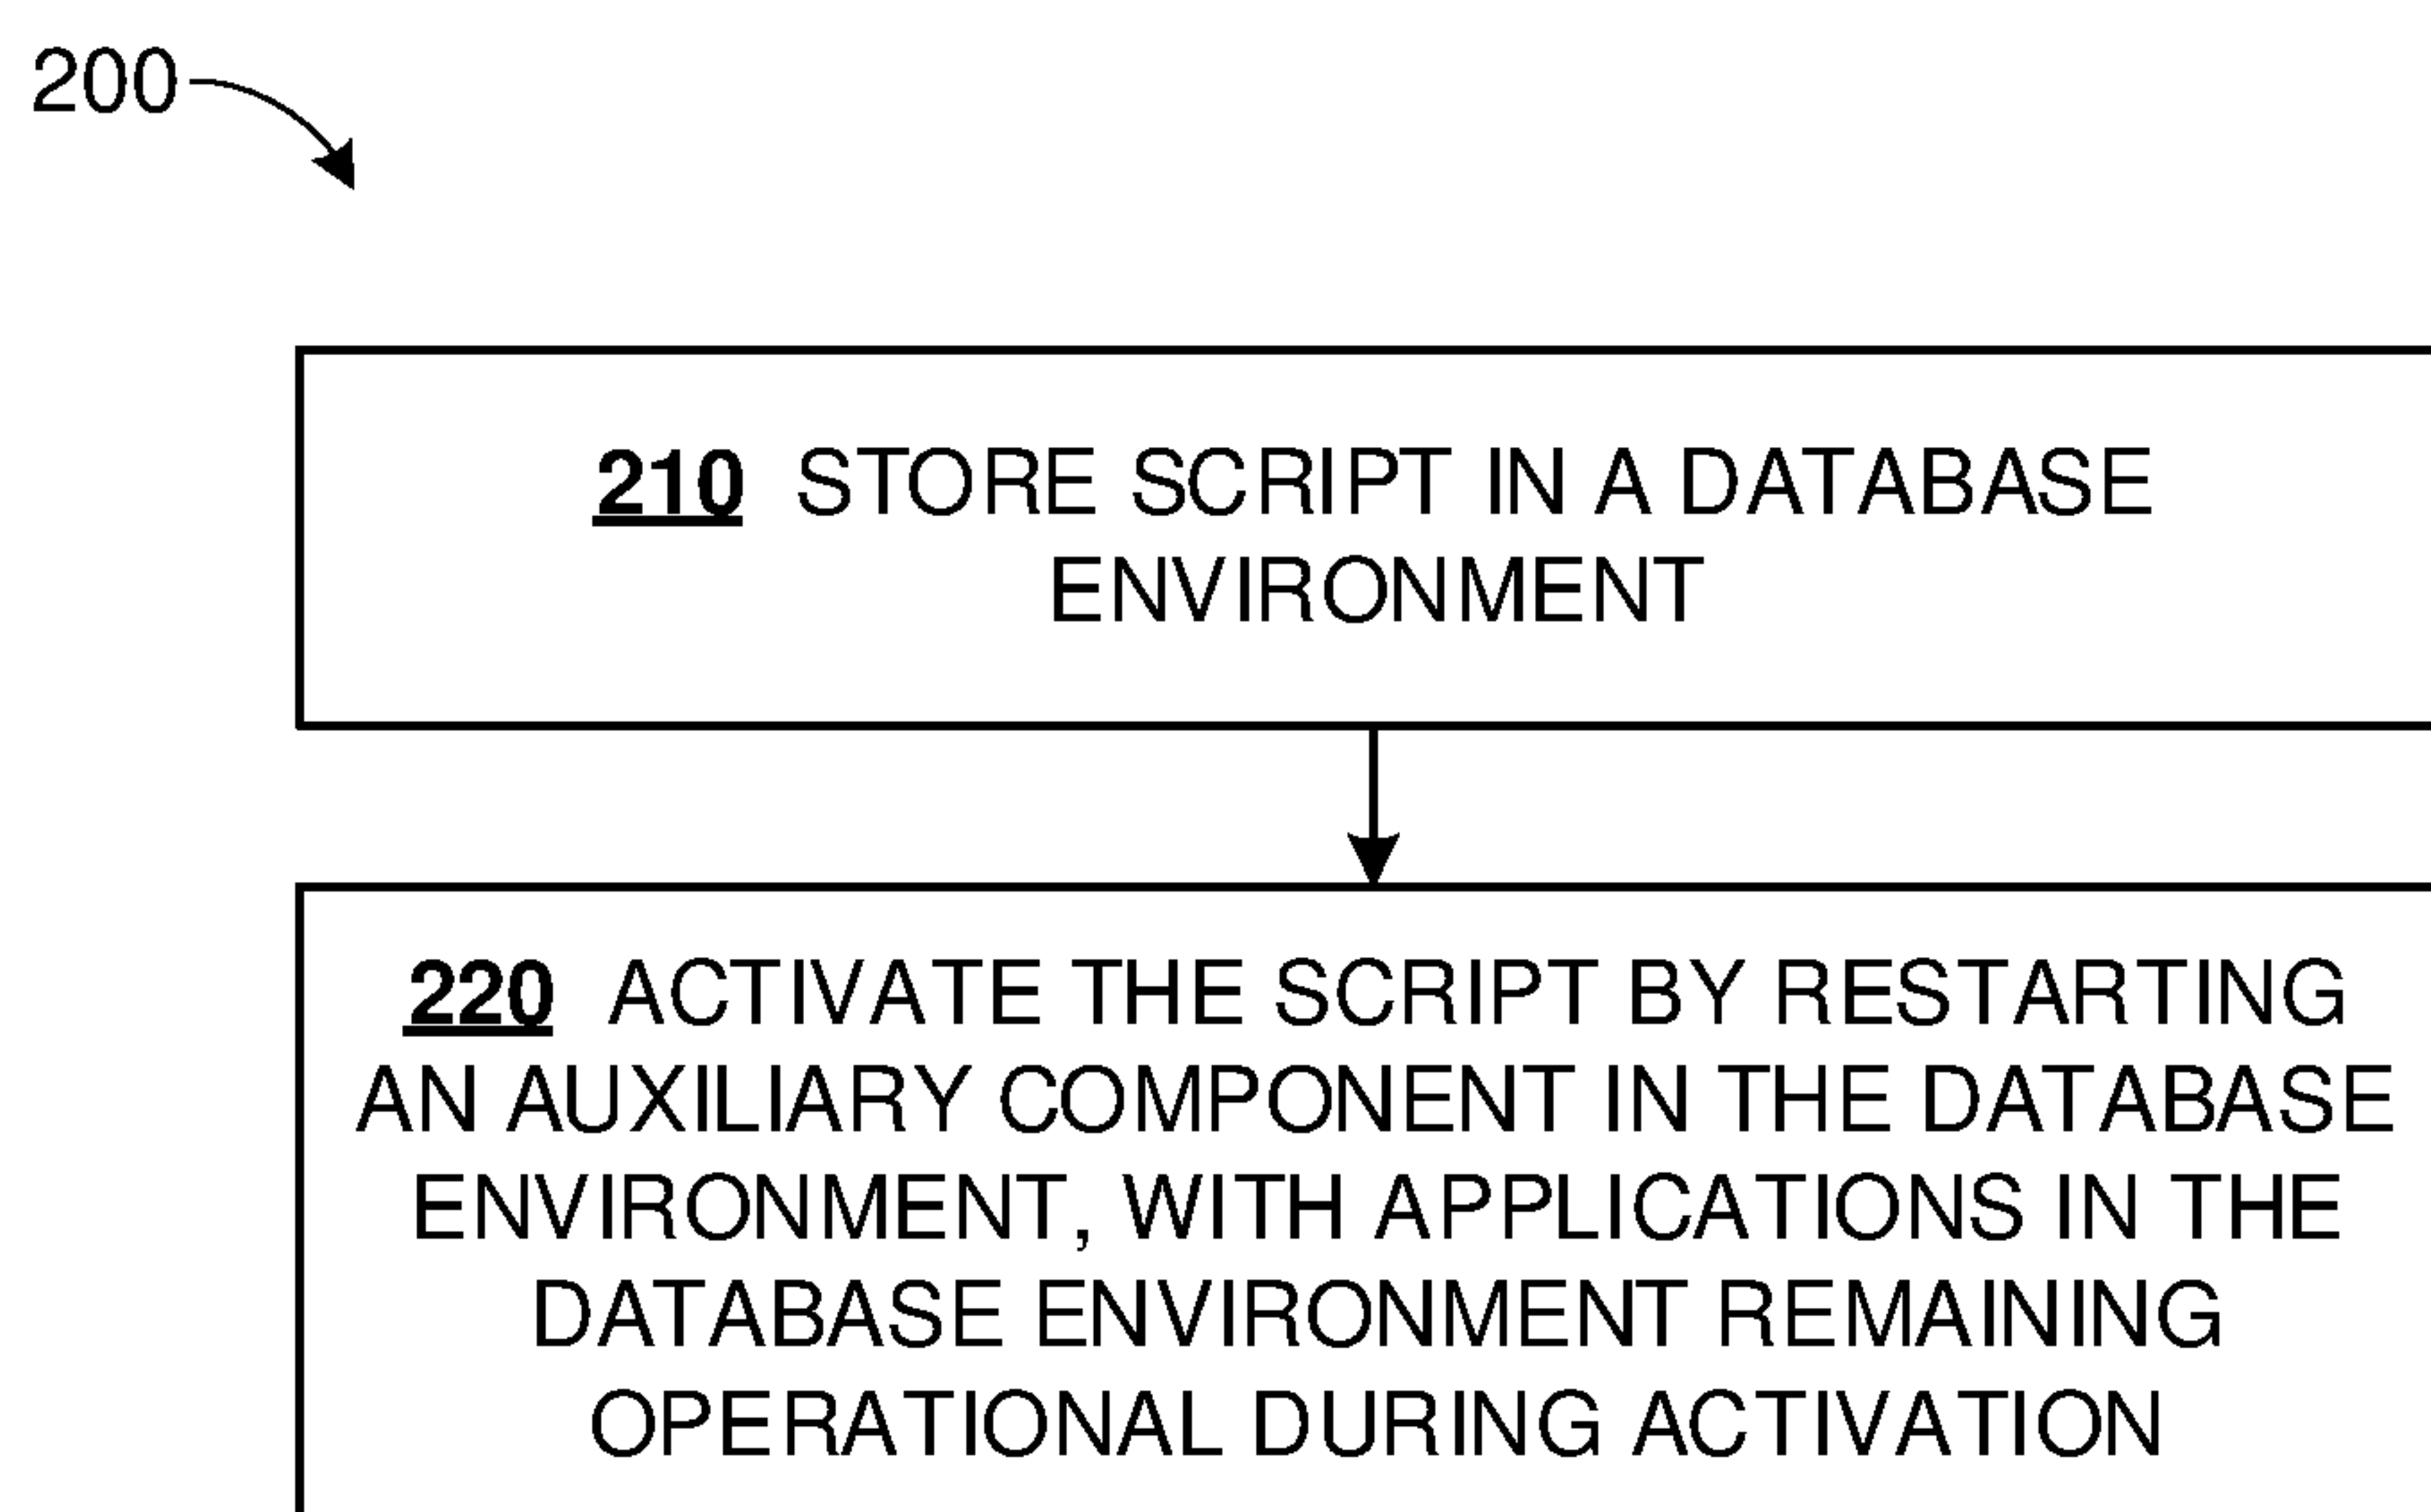 200
210 STORE SCRIPT IN A DATABASE
ENVIRONMENT
220 ACTIVATE THE SCRIPT BY RESTARTING
AN AUXILIARY COMPONENT IN THE DATABASE
ENVIRONMENT, WITH APPLICATIONS IN THE
DATABASE ENVIRONMENT REMAINING
OPERATIONAL DURING ACTIVATION